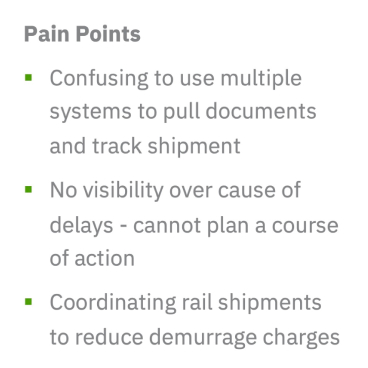 Pain Points
▪ Confusing to use multiple
systems to pull documents
and track shipment
▪ No visibility over cause of
delays - cannot plan a course
of action
▪ Coordinating rail shipments
to reduce demurrage charges